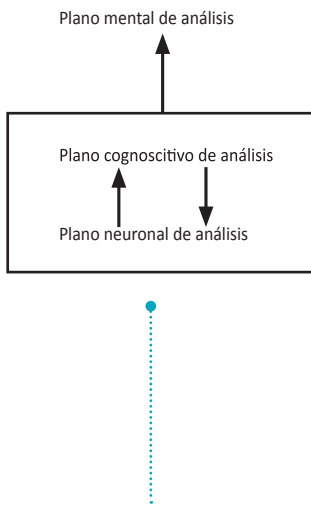 Plano mental de análisis
Plano cognoscitivo de análisis
Plano neuronal de análisis